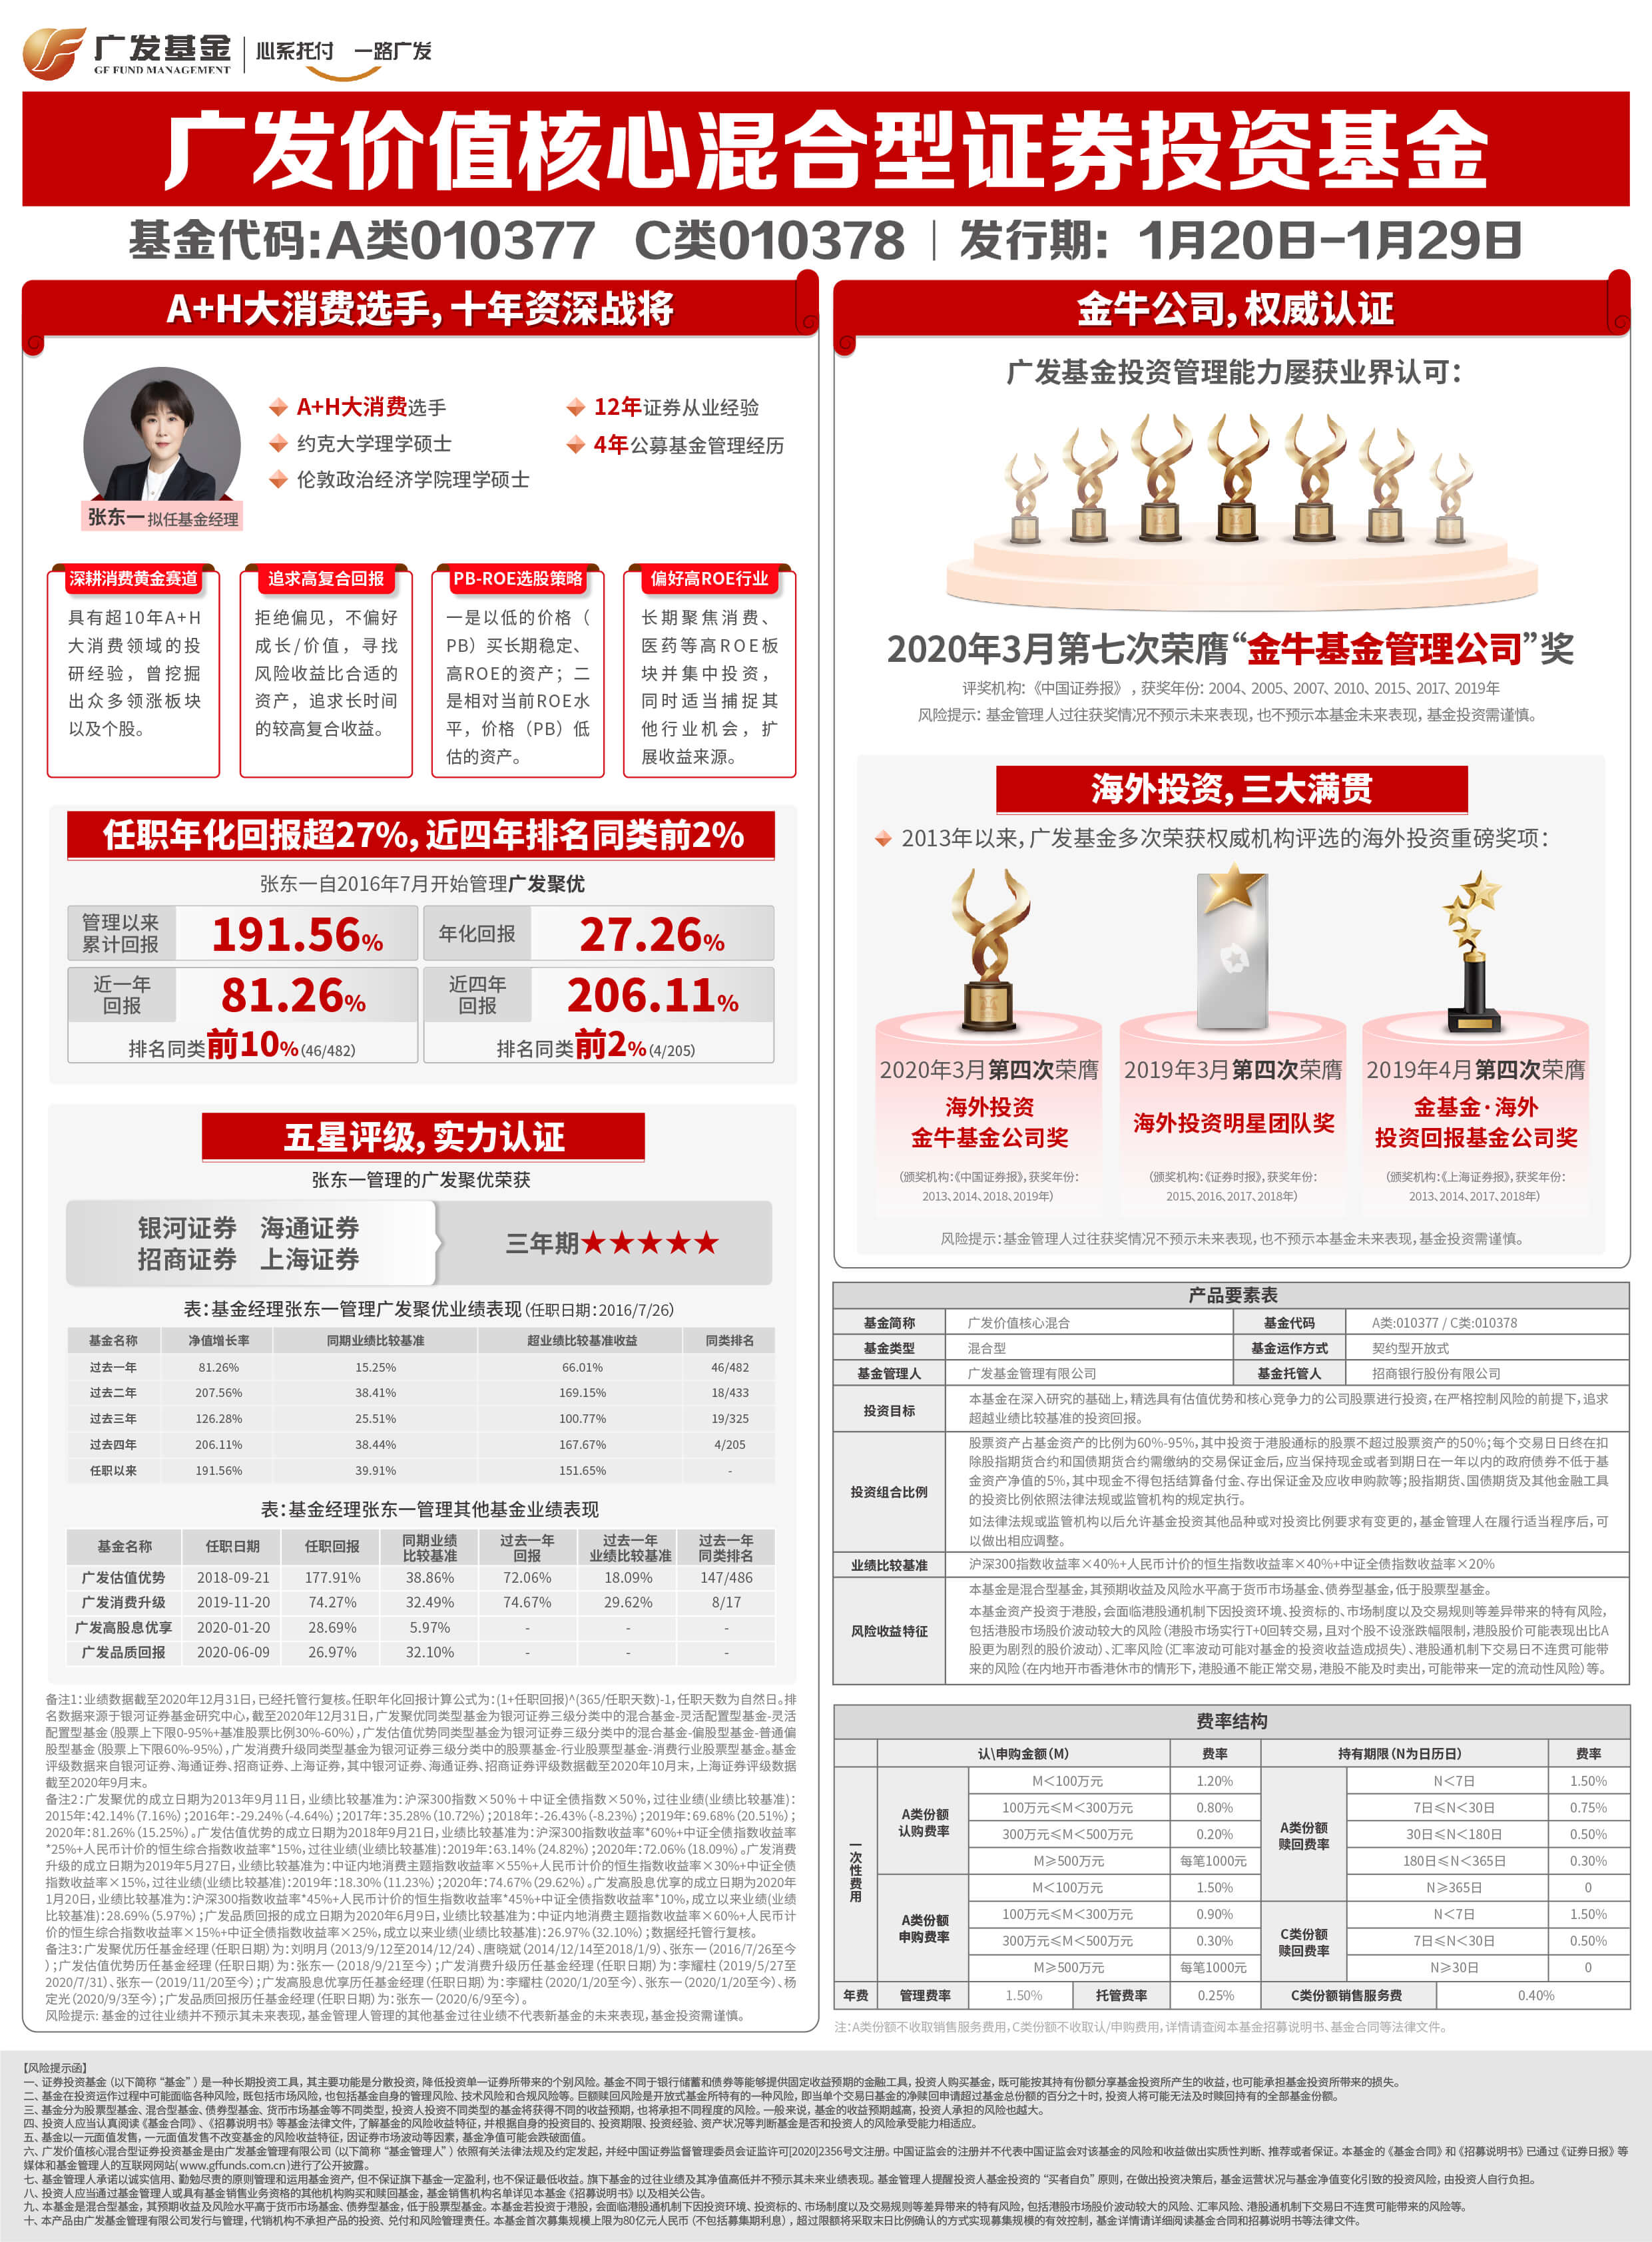 广发基金
GF FUND MANAGEMENT
心系托付 一路广发
广发价值核心混合型证券投资基金
基金代码:A类010377 C类010378 | 发行期: 1月20日-1月29日
A+H大消费选手,十年资深战将
张东一 拟任基金经理
A+H大消费选手
约克大学理学硕士
伦敦政治经济学院理学硕士
12年证券从业经验
4年公募基金管理经历
深耕消费黄金赛道
具有超10年A+H
大消费领域的投
研经验，曾挖掘
出众多领涨板块
以及个股。
追求高复合回报
拒绝偏见，不偏好
成长/价值，寻找
风险收益比合适的
资产，追求长时间
的较高复合收益。
PB-ROE选股策略
一是以低的价格（
PB）买长期稳定、
高ROE的资产；二
是相对当前ROE水
平，价格（PB）低
估的资产。
偏好高ROE行业
长期聚焦消费、
医药等高ROE板
块并集中投资，
同时适当捕捉其
他行业机会，扩
展收益来源。
任职年化回报超27%,近四年排名同类前2%
张东一自2016年7月开始管理广发聚优
管理以来
累计回报
191.56%
年化回报
27.26%
近一年
回报
81.26%
排名同类前10%(46/482)
近四年
回报
206.11%
排名同类前2%(4/205)
五星评级,实力认证
张东一管理的广发聚优荣获
银河证券 海通证券
招商证券 上海证券
三年期★★★★★
表:基金经理张东一管理广发聚优业绩表现(任职日期:2016/7/26)
基金名称 净值增长率 同期业绩比较基准 超业绩比较基准收益 同类排名
过去一年 81.26% 15.25% 66.01% 46/482
过去二年 207.56% 38.41% 169.15% 18/433
过去三年 126.28% 25.51% 100.77% 19/325
过去四年 206.11% 38.44% 167.67% 4/205
任职以来 191.56% 39.91% 151.65% -
表:基金经理张东一管理其他基金业绩表现
基金名称 任职日期 任职回报 同期业绩比较基准 过去一年回报 过去一年业绩比较基准 过去一年同类排名
广发估值优势 2018-09-21 177.91% 38.86% 72.06% 18.09% 147/486
广发消费升级 2019-11-20 74.27% 32.49% 74.67% 29.62% 8/17
广发高股息优享 2020-01-20 28.69% 5.97% - - -
广发品质回报 2020-06-09 26.97% 32.10% - - -
备注1:业绩数据截至2020年12月31日,已经托管行复核。任职年化回报计算公式为:(1+任职回报)^(365/任职天数)-1,任职天数为自然日。排
名数据来源于银河证券基金研究中心,截至2020年12月31日,广发聚优同类型基金为银河证券三级分类中的混合基金-灵活配置型基金-灵活
配置型基金(股票上下限0-95%+基准股票比例30%-60%),广发估值优势同类型基金为银河证券三级分类中的混合基金-偏股型基金-普通偏
股型基金(股票上下限60%-95%),广发消费升级同类型基金为银河证券三级分类中的股票基金-行业股票型基金-消费行业股票型基金。基金
评级数据来自银河证券、海通证券、招商证券、上海证券,其中银河证券、海通证券、招商证券评级数据截至2020年10月末,上海证券评级数据
截至2020年9月末。
备注2:广发聚优的成立日期为2013年9月11日,业绩比较基准为:沪深300指数×50%＋中证全债指数×50%,过往业绩(业绩比较基准):
2015年:42.14%(7.16%);2016年:-29.24%(-4.64%);2017年:35.28%(10.72%);2018年:-26.43%(-8.23%);2019年:69.68%(20.51%);
2020年:81.26%(15.25%)。广发估值优势的成立日期为2018年9月21日,业绩比较基准为:沪深300指数收益率*60%+中证全债指数收益率
*25%+人民币计价的恒生综合指数收益率*15%,过往业绩(业绩比较基准):2019年:63.14%(24.82%);2020年:72.06%(18.09%)。广发消费
升级的成立日期为2019年5月27日,业绩比较基准为:中证内地消费主题指数收益率×55%+人民币计价的恒生指数收益率×30%+中证全债
指数收益率×15%,过往业绩(业绩比较基准):2019年:18.30%(11.23%);2020年:74.67%(29.62%)。广发高股息优享的成立日期为2020年
1月20日,业绩比较基准为:沪深300指数收益率*45%+人民币计价的恒生指数收益率*45%+中证全债指数收益率*10%,成立以来业绩(业绩
比较基准):28.69%(5.97%);广发品质回报的成立日期为2020年6月9日,业绩比较基准为:中证内地消费主题指数收益率×60%+人民币计
价的恒生综合指数收益率×15%+中证全债指数收益率×25%,成立以来业绩(业绩比较基准):26.97%(32.10%);数据经托管行复核。
备注3:广发聚优历任基金经理(任职日期)为:刘明月(2013/9/12至2014/12/24)、唐晓斌(2014/12/14至2018/1/9)、张东一(2016/7/26至今
);广发估值优势历任基金经理(任职日期)为:张东一(2018/9/21至今);广发消费升级历任基金经理(任职日期)为:李耀柱(2019/5/27至
2020/7/31)、张东一(2019/11/20至今);广发高股息优享历任基金经理(任职日期)为:李耀柱(2020/1/20至今)、张东一(2020/1/20至今)、杨
定光(2020/9/3至今);广发品质回报历任基金经理(任职日期)为:张东一(2020/6/9至今)。
风险提示: 基金的过往业绩并不预示其未来表现,基金管理人管理的其他基金过往业绩不代表新基金的未来表现,基金投资需谨慎。
金牛公司,权威认证
广发基金投资管理能力屡获业界认可:
2020年3月第七次荣膺“金牛基金管理公司”奖
评奖机构:《中国证券报》，获奖年份: 2004、2005、2007、2010、2015、2017、2019年
风险提示: 基金管理人过往获奖情况不预示未来表现,也不预示本基金未来表现,基金投资需谨慎。
海外投资,三大满贯
2013年以来,广发基金多次荣获权威机构评选的海外投资重磅奖项:
2020年3月第四次荣膺
海外投资
金牛基金公司奖
(颁奖机构:《中国证券报》,获奖年份:
2013、2014、2018、2019年)
2019年3月第四次荣膺
海外投资明星团队奖
(颁奖机构:《证券时报》,获奖年份:
2015、2016、2017、2018年)
2019年4月第四次荣膺
金基金·海外
投资回报基金公司奖
(颁奖机构:《上海证券报》,获奖年份:
2013、2014、2017、2018年)
风险提示:基金管理人过往获奖情况不预示未来表现,也不预示本基金未来表现,基金投资需谨慎。
产品要素表
基金简称 广发价值核心混合 基金代码 A类:010377 / C类:010378
基金类型 混合型 基金运作方式 契约型开放式
基金管理人 广发基金管理有限公司 基金托管人 招商银行股份有限公司
投资目标
本基金在深入研究的基础上,精选具有估值优势和核心竞争力的公司股票进行投资,在严格控制风险的前提下,追求
超越业绩比较基准的投资回报。
投资组合比例
股票资产占基金资产的比例为60%-95%,其中投资于港股通标的股票不超过股票资产的50%;每个交易日日终在扣
除股指期货合约和国债期货合约需缴纳的交易保证金后,应当保持现金或者到期日在一年以内的政府债券不低于基
金资产净值的5%,其中现金不得包括结算备付金、存出保证金及应收申购款等;股指期货、国债期货及其他金融工具
的投资比例依照法律法规或监管机构的规定执行。
如法律法规或监管机构以后允许基金投资其他品种或对投资比例要求有变更的,基金管理人在履行适当程序后,可
以做出相应调整。
业绩比较基准 沪深300指数收益率×40%+人民币计价的恒生指数收益率×40%+中证全债指数收益率×20%
风险收益特征
本基金是混合型基金,其预期收益及风险水平高于货币市场基金、债券型基金,低于股票型基金。
本基金资产投资于港股,会面临港股通机制下因投资环境、投资标的、市场制度以及交易规则等差异带来的特有风险,
包括港股市场股价波动较大的风险(港股市场实行T+0回转交易,且对个股不设涨跌幅限制,港股股价可能表现出比A
股更为剧烈的股价波动)、汇率风险(汇率波动可能对基金的投资收益造成损失)、港股通机制下交易日不连贯可能带
来的风险(在内地开市香港休市的情形下,港股通不能正常交易,港股不能及时卖出,可能带来一定的流动性风险)等。
费率结构
认\申购金额(M) 费率 持有期限(N为日历日) 费率
一次性费用
A类份额
认购费率
M＜100万元 1.20%
100万元≤M＜300万元 0.80%
300万元≤M＜500万元 0.20%
M≥500万元 每笔1000元
A类份额
申购费率
M＜100万元 1.50%
100万元≤M＜300万元 0.90%
300万元≤M＜500万元 0.30%
M≥500万元 每笔1000元
A类份额
赎回费率
N＜7日 1.50%
7日≤N＜30日 0.75%
30日≤N＜180日 0.50%
180日≤N＜365日 0.30%
N≥365日 0
C类份额
赎回费率
N＜7日 1.50%
7日≤N＜30日 0.50%
N≥30日 0
年费 管理费率 1.50% 托管费率 0.25% C类份额销售服务费 0.40%
注:A类份额不收取销售服务费用,C类份额不收取认/申购费用,详情请查阅本基金招募说明书、基金合同等法律文件。
【风险提示函】
一、证券投资基金（以下简称“基金”）是一种长期投资工具，其主要功能是分散投资，降低投资单一证券所带来的个别风险。基金不同于银行储蓄和债券等能够提供固定收益预期的金融工具，投资人购买基金，既可能按其持有份额分享基金投资所产生的收益，也可能承担基金投资所带来的损失。
二、基金在投资运作过程中可能面临各种风险，既包括市场风险，也包括基金自身的管理风险、技术风险和合规风险等。巨额赎回风险是开放式基金所特有的一种风险，即当单个交易日基金的净赎回申请超过基金总份额的百分之十时，投资人将可能无法及时赎回持有的全部基金份额。
三、基金分为股票型基金、混合型基金、债券型基金、货币市场基金等不同类型，投资人投资不同类型的基金将获得不同的收益预期，也将承担不同程度的风险。一般来说，基金的收益预期越高，投资人承担的风险也越大。
四、投资人应当认真阅读《基金合同》、《招募说明书》等基金法律文件，了解基金的风险收益特征，并根据自身的投资目的、投资期限、投资经验、资产状况等判断基金是否和投资人的风险承受能力相适应。
五、基金以一元面值发售，一元面值发售不改变基金的风险收益特征，因证券市场波动等因素，基金净值可能会跌破面值。
六、广发价值核心混合型证券投资基金是由广发基金管理有限公司（以下简称“基金管理人”）依照有关法律法规及约定发起，并经中国证券监督管理委员会证监许可[2020]2356号文注册。中国证监会的注册并不代表中国证监会对该基金的风险和收益做出实质性判断、推荐或者保证。本基金的《基金合同》和《招募说明书》已通过《证券日报》等
媒体和基金管理人的互联网网站(www.gffunds.com.cn)进行了公开披露。
七、基金管理人承诺以诚实信用、勤勉尽责的原则管理和运用基金资产，但不保证旗下基金一定盈利，也不保证最低收益。旗下基金的过往业绩及其净值高低并不预示其未来业绩表现。基金管理人提醒投资人基金投资的“买者自负”原则，在做出投资决策后，基金运营状况与基金净值变化引致的投资风险，由投资人自行负担。
八、投资人应当通过基金管理人或具有基金销售业务资格的其他机构购买和赎回基金，基金销售机构名单详见本基金《招募说明书》以及相关公告。
九、本基金是混合型基金，其预期收益及风险水平高于货币市场基金、债券型基金，低于股票型基金。本基金若投资于港股，会面临港股通机制下因投资环境、投资标的、市场制度以及交易规则等差异带来的特有风险，包括港股市场股价波动较大的风险、汇率风险、港股通机制下交易日不连贯可能带来的风险等。
十、本产品由广发基金管理有限公司发行与管理，代销机构不承担产品的投资、兑付和风险管理责任。本基金首次募集规模上限为80亿元人民币（不包括募集期利息），超过限额将采取末日比例确认的方式实现募集规模的有效控制，基金详情请详细阅读基金合同和招募说明书等法律文件。